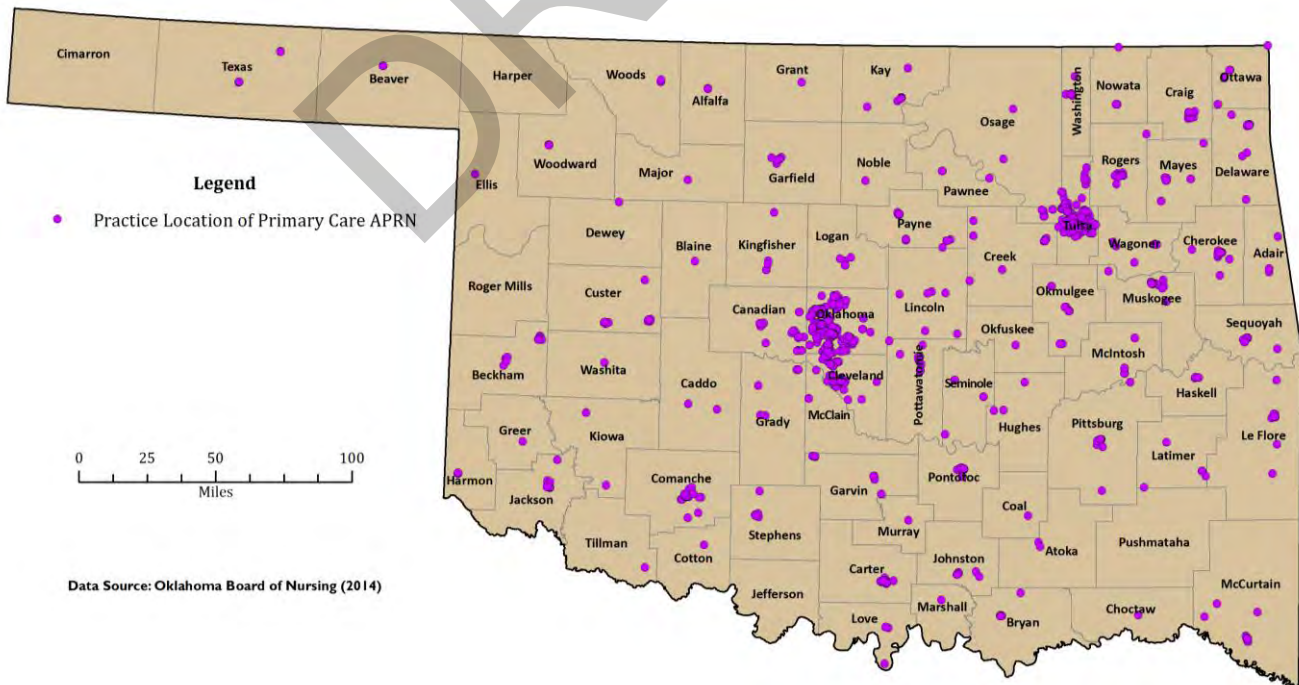 DR
Cimarron
Texas
Beaver
Harper
Woods
Alfalfa
Grant
Kay
Osage
Washington
Nowata
Craig
Ottawa
Legend
Practice Location of Primary Care APRN
Ellis
Woodward
Major
Garfield
Noble
Pawnee
Rogers
Mayes
Delaware
Dewey
Blaine
Kingfisher
Logan
Payne
Creek
Tulsa
Wagoner
Cherokee
Adair
Roger Mills
Custer
Canadian
Oklahoma
Lincoln
Okmulgee
Okfuskee
Muskogee
Sequoyah
Beckham
Washita
Caddo
Grady
McClain
Cleveland
Pottawatomie
Seminole
Hughes
McIntosh
Haskell
Pittsburg
Latimer
Le Flore
Greer
Kiowa
Harmon
Jackson
Comanche
Garvin
Pontotoc
Coal
0 25 50 100
Miles
Tillman
Cotton
Stephens
Murray
Johnston
Atoka
Pushmataha
McCurtain
Data Source: Oklahoma Board of Nursing (2014)
Jefferson
Carter
Love
Marshall
Bryan
Choctaw